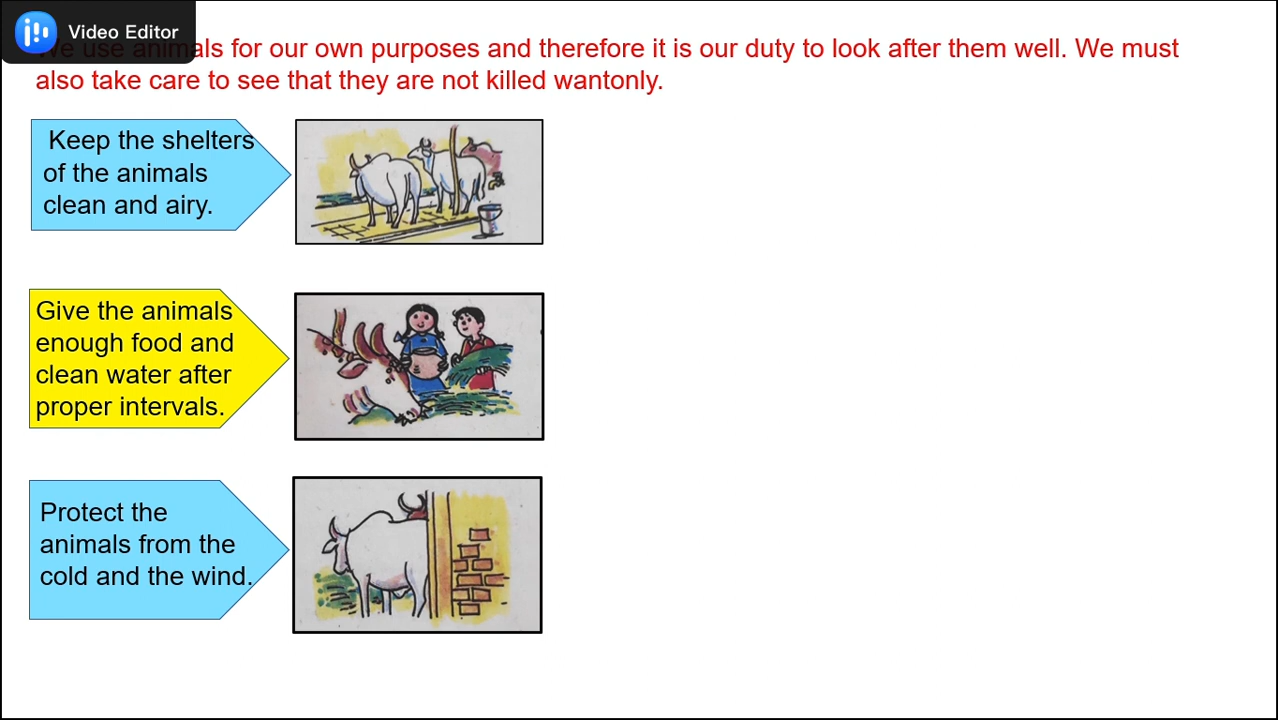 Video Editor
We use animals for our own purposes and therefore it is our duty to look after them well. We must
also take care to see that they are not killed wantonly.
Keep the shelters
of the animals
clean and airy.
Give the animals
enough food and
clean water after
proper intervals.
Protect the
animals from the
cold and the wind.